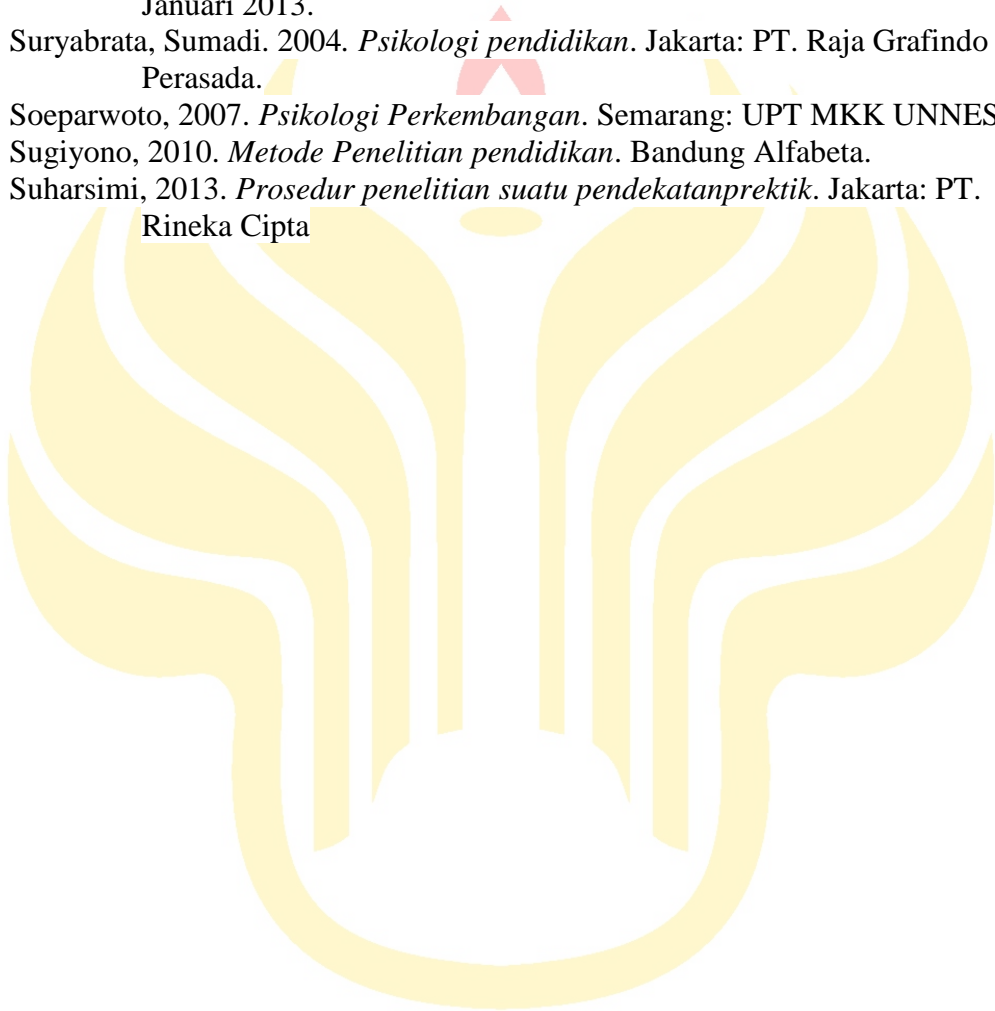 Januari 2013.
Suryabrata, Sumadi. 2004. Psikologi pendidikan. Jakarta: PT. Raja Grafindo
Perasada.
Soeparwoto, 2007. Psikologi Perkembangan. Semarang: UPT MKK UNNES
Sugiyono, 2010. Metode Penelitian pendidikan. Bandung Alfabeta.
Suharsimi, 2013. Prosedur penelitian suatu pendekatanprektik. Jakarta: PT.
Rineka Cipta